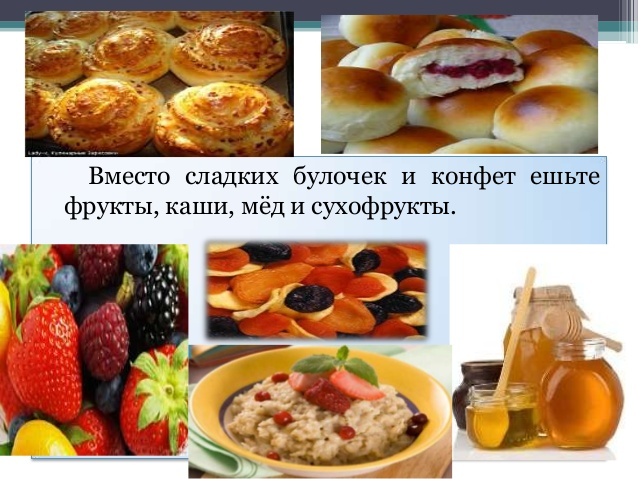 Вместо сладких булочек и конфет ешьте
фрукты, каши, мёд и сухофрукты.